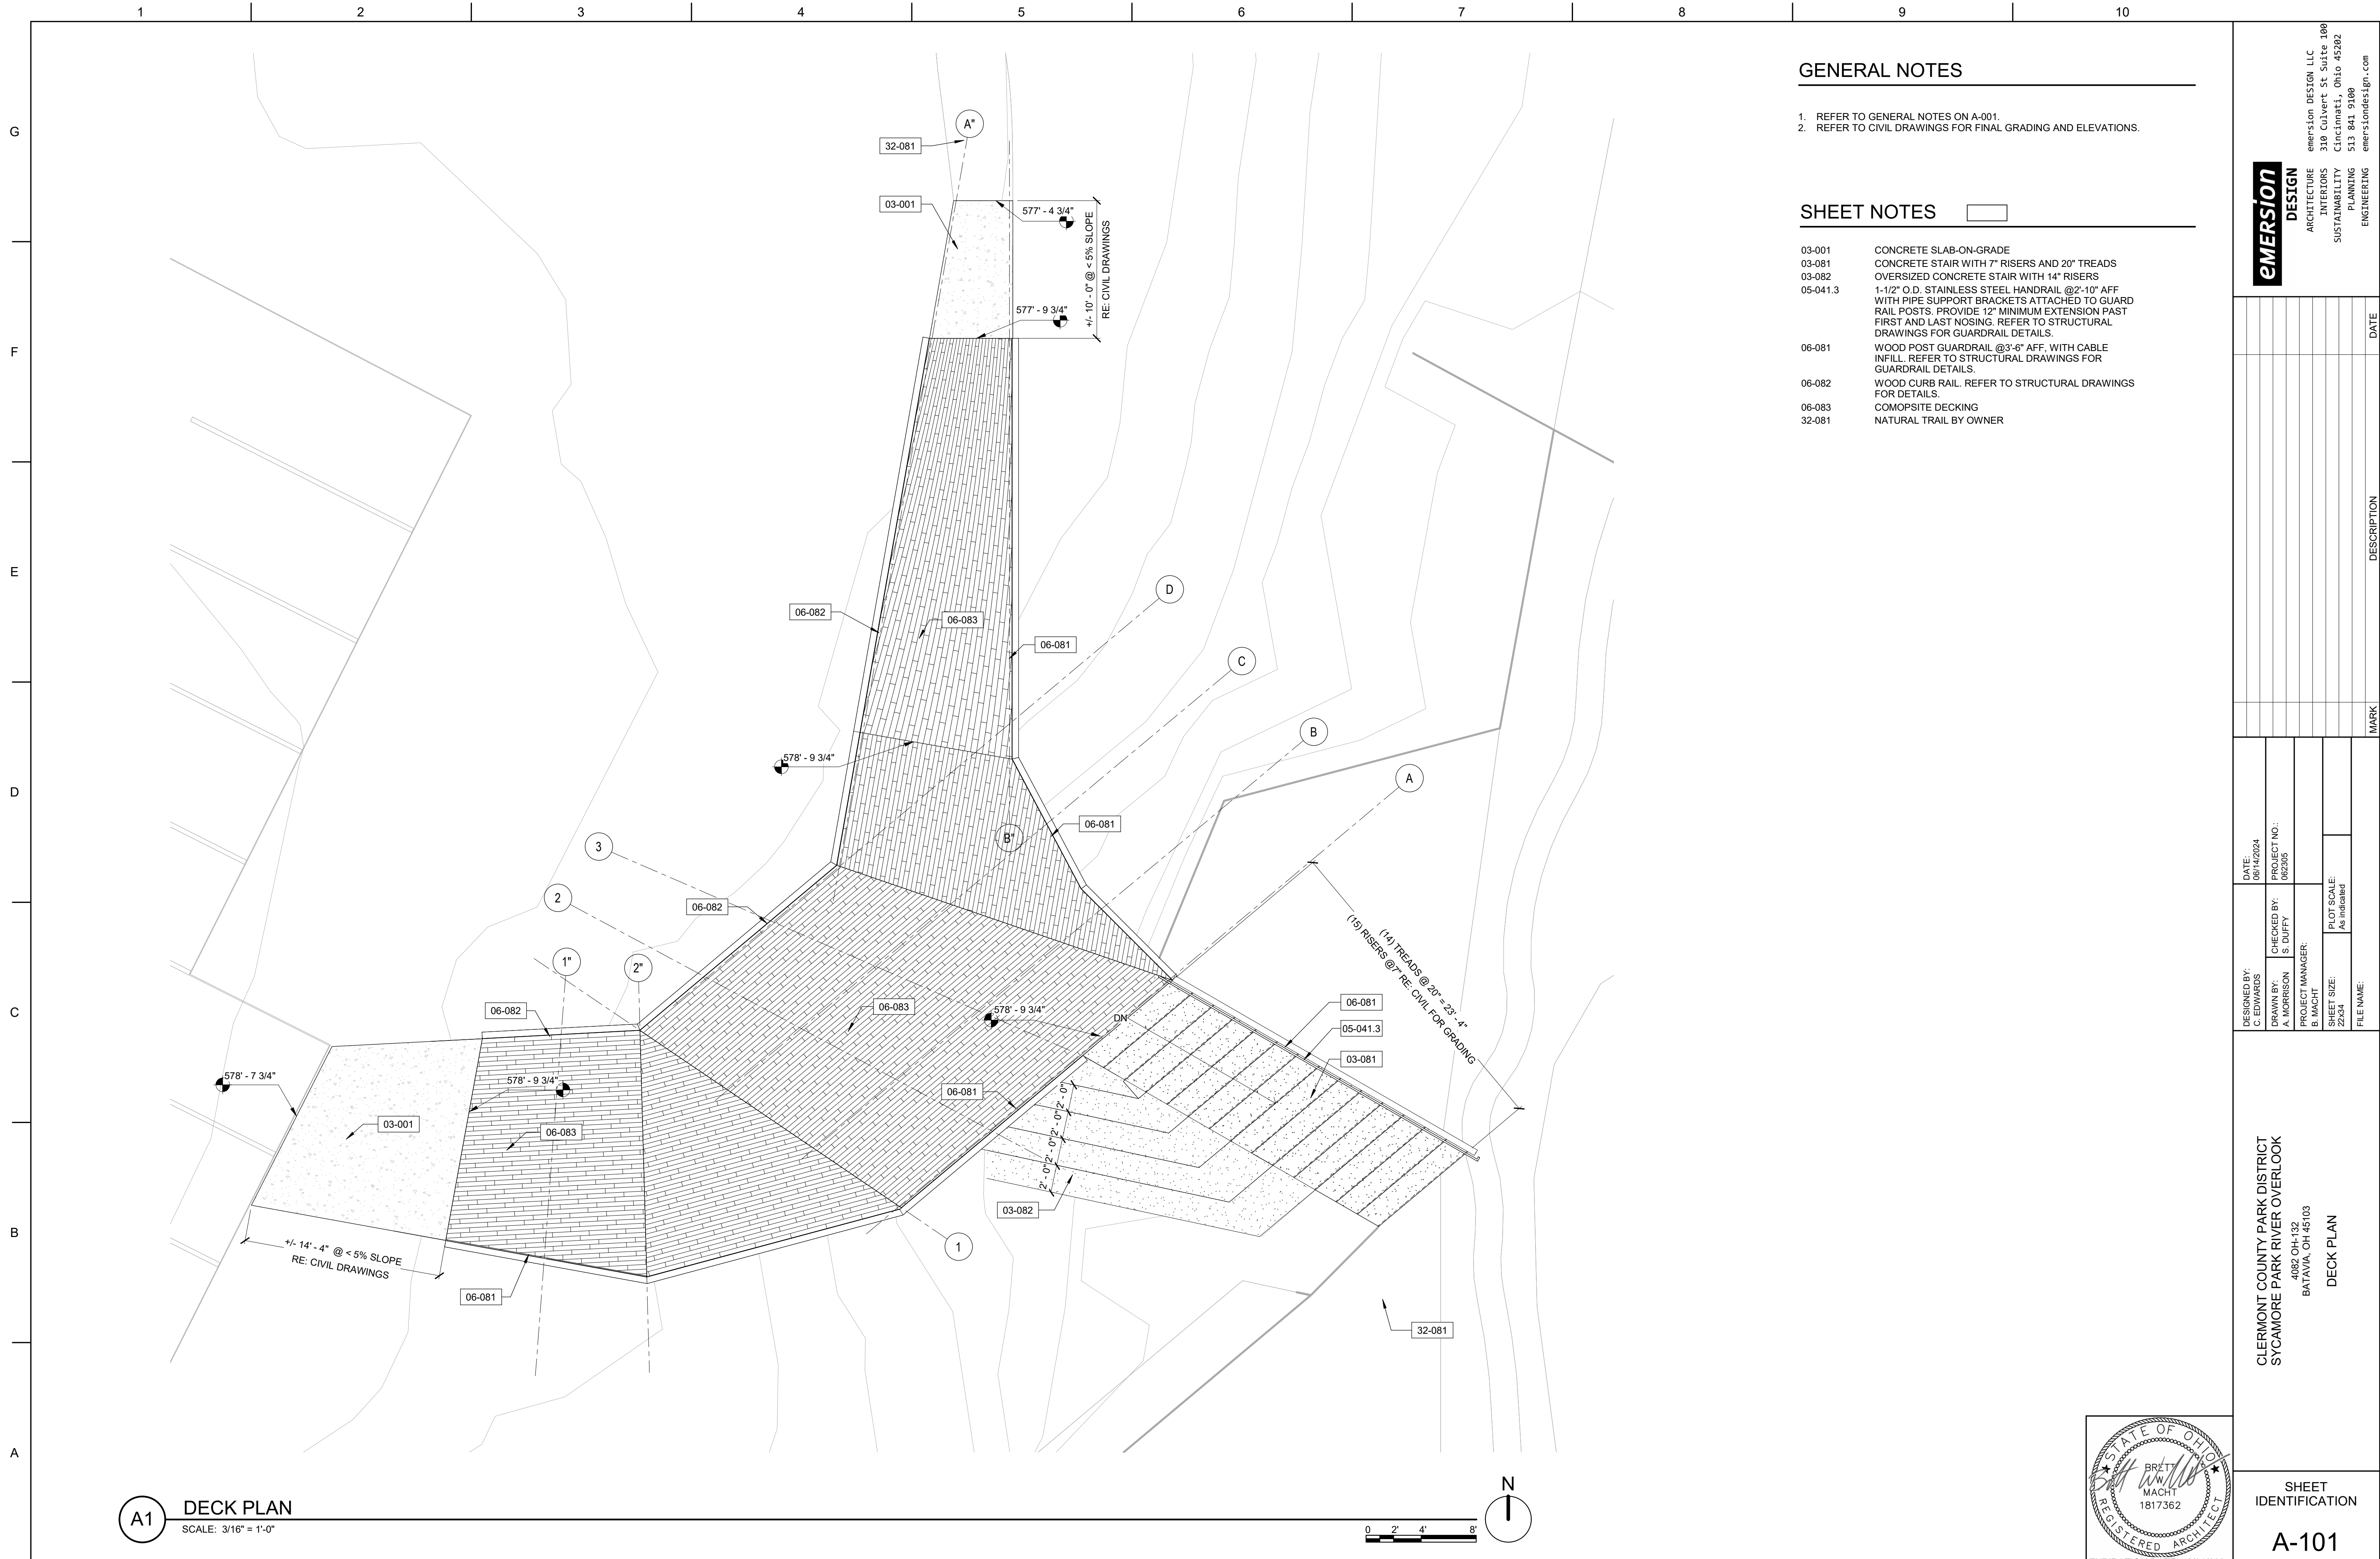 1 2 3 4 5 6 7 8 9 10
G
F
E
D
C
B
A
A"
32-081
03-001
577' - 4 3/4"
577' - 9 3/4"
+/- 10' - 0" @ < 5% SLOPE
RE: CIVIL DRAWINGS
06-082
06-083
06-081
D
C
B
A
578' - 9 3/4"
06-081
B"
3
2
06-082
1"
2"
06-082
06-083
578' - 9 3/4"
DN
(14) TREADS @ 20" = 23' - 4"
(15) RISERS @7" RE: CIVIL FOR GRADING
06-081
05-041.3
03-081
578' - 7 3/4"
578' - 9 3/4"
03-001
06-083
06-081
2' - 0"
2' - 0"
2' - 0"
2' - 0"
03-082
1
+/- 14' - 4" @ < 5% SLOPE
RE: CIVIL DRAWINGS
06-081
32-081
A1
DECK PLAN
SCALE: 3/16" = 1'-0"
0 2' 4' 8'
N
GENERAL NOTES
1. REFER TO GENERAL NOTES ON A-001.
2. REFER TO CIVIL DRAWINGS FOR FINAL GRADING AND ELEVATIONS.
SHEET NOTES
03-001 CONCRETE SLAB-ON-GRADE
03-081 CONCRETE STAIR WITH 7" RISERS AND 20" TREADS
03-082 OVERSIZED CONCRETE STAIR WITH 14" RISERS
05-041.3 1-1/2" O.D. STAINLESS STEEL HANDRAIL @2'-10" AFF
WITH PIPE SUPPORT BRACKETS ATTACHED TO GUARD
RAIL POSTS. PROVIDE 12" MINIMUM EXTENSION PAST
FIRST AND LAST NOSING. REFER TO STRUCTURAL
DRAWINGS FOR GUARDRAIL DETAILS.
06-081 WOOD POST GUARDRAIL @3'-6" AFF, WITH CABLE
INFILL. REFER TO STRUCTURAL DRAWINGS FOR
GUARDRAIL DETAILS.
06-082 WOOD CURB RAIL. REFER TO STRUCTURAL DRAWINGS
FOR DETAILS.
06-083 COMOPSITE DECKING
32-081 NATURAL TRAIL BY OWNER
eMERSION
DESIGN
ARCHITECTURE
INTERIORS
SUSTAINABILITY
PLANNING
ENGINEERING
emersion DESIGN LLC
310 Culvert St Suite 100
Cincinnati, Ohio 45202
513 841 9100
emersiondesign.com
MARK DESCRIPTION DATE
DESIGNED BY:
C. EDWARDS
DATE:
06/14/2024
DRAWN BY:
A. MORRISON
CHECKED BY:
S. DUFFY
PROJECT NO.:
062305
PROJECT MANAGER:
B. MACHT
SHEET SIZE:
22x34
PLOT SCALE:
As indicated
FILE NAME:
CLERMONT COUNTY PARK DISTRICT
SYCAMORE PARK RIVER OVERLOOK
4082 OH-132
BATAVIA, OH 45103
DECK PLAN
STATE OF OHIO
BRETT
W
MACHT
1817362
REGISTERED ARCHITECT
SHEET
IDENTIFICATION
A-101